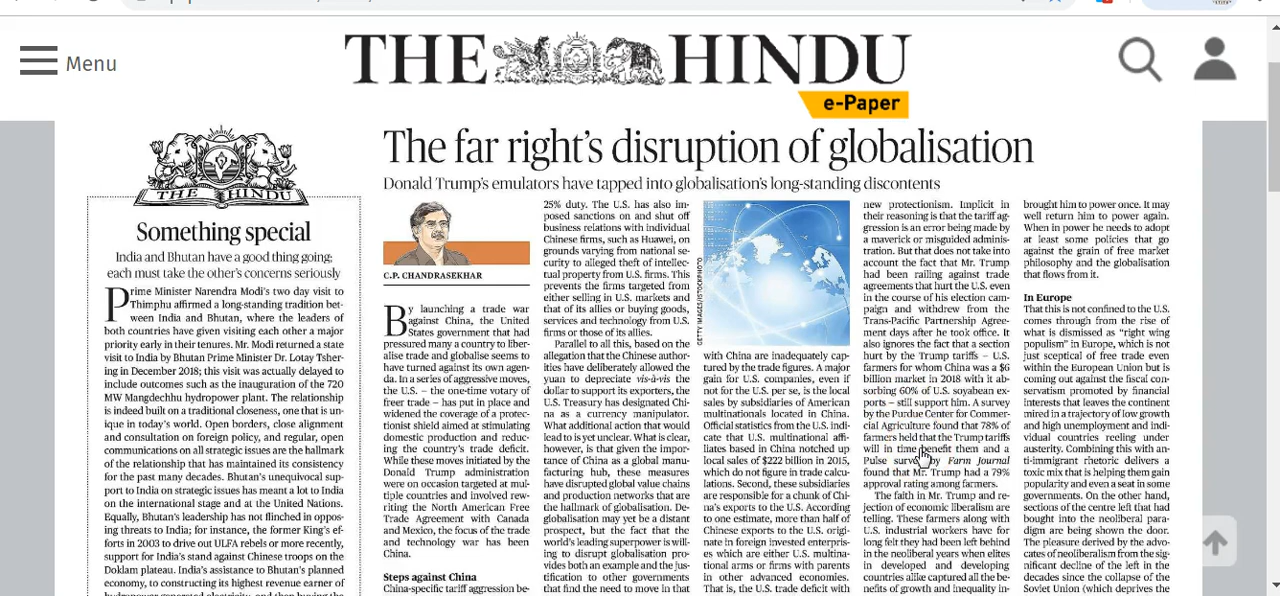 Menu
THE HINDU
e-Paper
THE HINDU
Something special
India and Bhutan have a good thing going;
each must take the other's concerns seriously
Prime Minister Narendra Modi's two day visit to
Thimphu affirmed a long-standing tradition bet-
ween India and Bhutan, where the leaders of
both countries have given visiting each other a major
priority early in their tenures. Mr. Modi returned a state
visit to India by Bhutan Prime Minister Dr. Lotay Tsher-
ing in December 2018; this visit was actually delayed to
include outcomes such as the inauguration of the 720
MW Mangdechhu hydropower plant. The relationship
is indeed built on a traditional closeness, one that is un-
ique in today's world. Open borders, close alignment
and consultation on foreign policy, and regular, open
communications on all strategic issues are the hallmark
of the relationship that has maintained its consistency
for the past many decades. Bhutan's unequivocal sup-
port to India on strategic issues has meant a lot to India
on the international stage and at the United Nations.
Equally, Bhutan's leadership has not flinched in oppos-
ing threats to India; for instance, the former King's ef-
forts in 2003 to drive out ULFA rebels or more recently,
support for India's stand against Chinese troops on the
Doklam plateau. India's assistance to Bhutan's planned
economy, to constructing its highest revenue earner of
hydropower generated electricity, and then buying the
The far right's disruption of globalisation
Donald Trump's emulators have tapped into globalisation's long-standing discontents
C.P. CHANDRASEKHAR
By launching a trade war
against China, the United
States government that had
pressured many a country to liber-
alise trade and globalise seems to
have turned against its own agen-
da. In a series of aggressive moves,
the U.S. – the one-time votary of
freer trade – has put in place and
widened the coverage of a protec-
tionist shield aimed at stimulating
domestic production and reduc-
ing the country's trade deficit.
While these moves initiated by the
Donald Trump administration
were on occasion targeted at mul-
tiple countries and involved rew-
riting the North American Free
Trade Agreement with Canada
and Mexico, the focus of the trade
and technology war has been
China.
Steps against China
China-specific tariff aggression be-
25% duty. The U.S. has also im-
posed sanctions on and shut off
business relations with individual
Chinese firms, such as Huawei, on
grounds varying from national se-
curity to alleged theft of intellec-
tual property from U.S. firms. This
prevents the firms targeted from
either selling in U.S. markets and
that of its allies or buying goods,
services and technology from U.S.
firms or those of its allies.
Parallel to all this, based on the
allegation that the Chinese author-
ities have deliberately allowed the
yuan to depreciate vis-à-vis the
dollar to support its exporters, the
U.S. Treasury has designated Chi-
na as a currency manipulator.
What additional action that would
lead to is yet unclear. What is clear,
however, is that given the impor-
tance of China as a global manu-
facturing hub, these measures
have disrupted global value chains
and production networks that are
the hallmark of globalisation. De-
globalisation may yet be a distant
prospect, but the fact that the
world's leading superpower is will-
ing to disrupt globalisation pro-
vides both an example and the jus-
tification to other governments
that find the need to move in that
GETTY IMAGES/ISTOCKPHOTO
with China are inadequately cap-
tured by the trade figures. A major
gain for U.S. companies, even if
not for the U.S. per se, is the local
sales by subsidiaries of American
multinationals located in China.
Official statistics from the U.S. indi-
cate that U.S. multinational affi-
liates based in China notched up
local sales of $222 billion in 2015,
which do not figure in trade calcu-
lations. Second, these subsidiaries
are responsible for a chunk of Chi-
na's exports to the U.S. According
to one estimate, more than half of
Chinese exports to the U.S. origi-
nate in foreign invested enterpris-
es which are either U.S. multina-
tional arms or firms with parents
in other advanced economies.
That is, the U.S. trade deficit with
new protectionism. Implicit in
their reasoning is that the tariff ag-
gression is an error being made by
a maverick or misguided adminis-
tration. But that does not take into
account the fact that Mr. Trump
had been railing against trade
agreements that hurt the U.S. even
in the course of his election cam-
paign and withdrew from the
Trans-Pacific Partnership Agree-
ment days after he took office. It
also ignores the fact that a section
hurt by the Trump tariffs – U.S.
farmers for whom China was a $6
billion market in 2018 with it ab-
sorbing 60% of U.S. soyabean ex-
ports – still support him. A survey
by the Purdue Center for Commer-
cial Agriculture found that 78% of
farmers held that the Trump tariffs
will in time benefit them and a
Pulse survey by Farm Journal
found that Mr. Trump had a 79%
approval rating among farmers.
The faith in Mr. Trump and re-
jection of economic liberalism are
telling. These farmers along with
U.S. industrial workers have for
long felt they had been left behind
in the neoliberal years when elites
in developed and developing
countries alike captured all the be-
nefits of growth and inequality in-
brought him to power once. It may
well return him to power again.
When in power he needs to adopt
at least some policies that go
against the grain of free market
philosophy and the globalisation
that flows from it.
In Europe
That this is not confined to the U.S.
comes through from the rise of
what is dismissed as "right wing
populism" in Europe, which is not
just sceptical of free trade even
within the European Union but is
coming out against the fiscal con-
servatism promoted by financial
interests that leaves the continent
mired in a trajectory of low growth
and high unemployment and indi-
vidual countries reeling under
austerity. Combining this with an-
ti-immigrant rhetoric delivers a
toxic mix that is helping them gain
popularity and even a seat in some
governments. On the other hand,
sections of the centre left that had
bought into the neoliberal para-
digm are being shown the door.
The pleasure derived by the advo-
cates of neoliberalism from the sig-
nificant decline of the left in the
decades since the collapse of the
Soviet Union (which deprives the